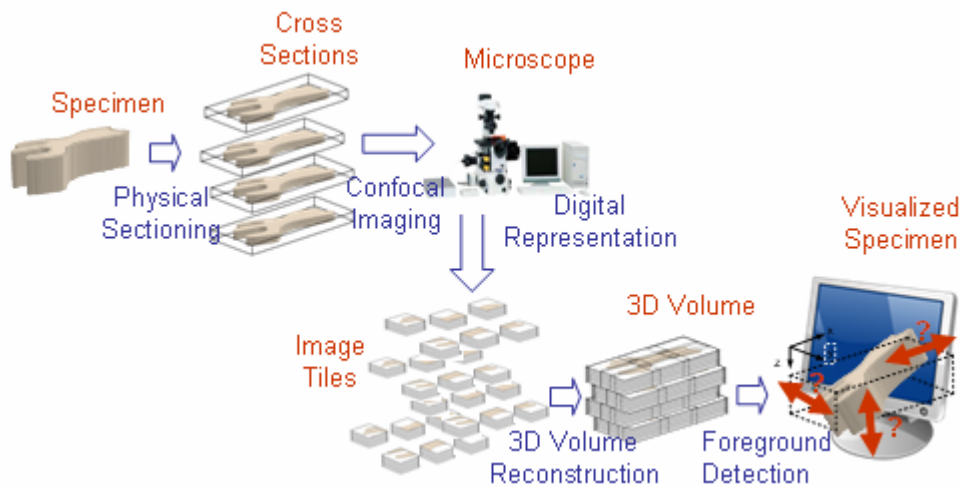 Cross
Sections
Microscope
Specimen
Physical
Sectioning
Confocal
Imaging
Digital
Representation
Visualized
Specimen
3D Volume
Image
Tiles
?
?
?
z
3D Volume
Reconstruction
Foreground
Detection